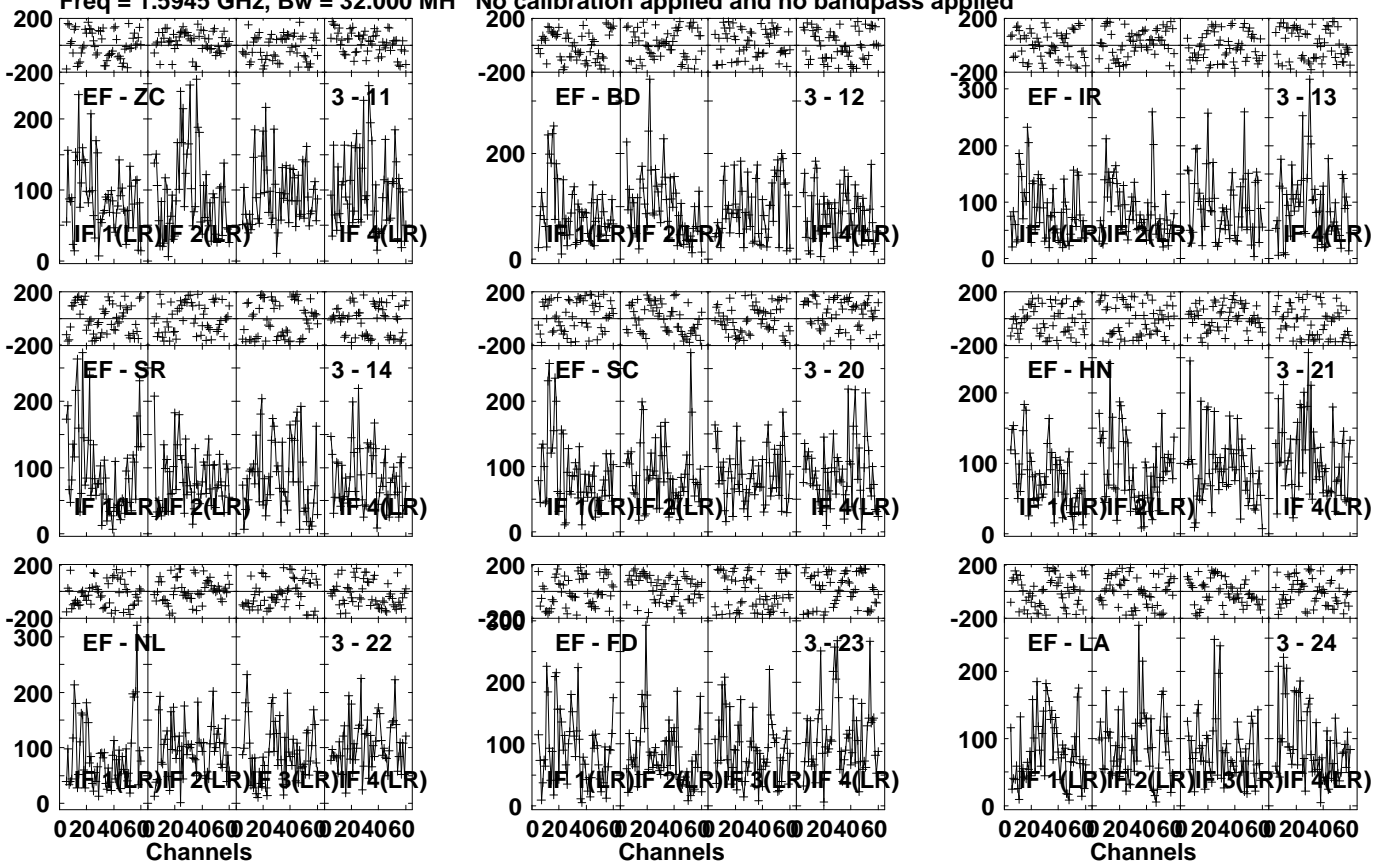 Freq = 1.5945 GHz, Bw = 32.000 MH No calibration applied and no bandpass applied
200
-200
EF - ZC 3 - 11
200
100
0
IF 1(LR) IF 2(LR) IF 4(LR)
200
EF - BD 3 - 12
200
0
IF 1(LR) IF 2(LR) IF 4(LR)
200
-200
300
EF - IR 3 - 13
200
100
0
IF 1(LR) IF 2(LR) IF 4(LR)
200
-200
EF - SR 3 - 14
200
100
0
IF 1(LR) IF 2(LR) IF 4(LR)
200
-200
EF - SC 3 - 20
200
100
0
IF 1(LR) IF 2(LR) IF 4(LR)
200
-200
EF - HN 3 - 21
200
100
0
IF 1(LR) IF 2(LR) IF 4(LR)
200
-200
300
EF - NL 3 - 22
200
100
0
IF 1(LR) IF 2(LR) IF 3(LR) IF 4(LR)
0 20 40 60 0 20 40 60 0 20 40 60 0 20 40 60
Channels
200
-200
300
EF - FD 3 - 23
200
100
0
IF 1(LR) IF 2(LR) IF 3(LR) IF 4(LR)
0 20 40 60 0 20 40 60 0 20 40 60 0 20 40 60
Channels
200
-200
EF - LA 3 - 24
200
100
0
IF 1(LR) IF 2(LR) IF 3(LR) IF 4(LR)
0 20 40 60 0 20 40 60 0 20 40 60 0 20 40 60
Channels